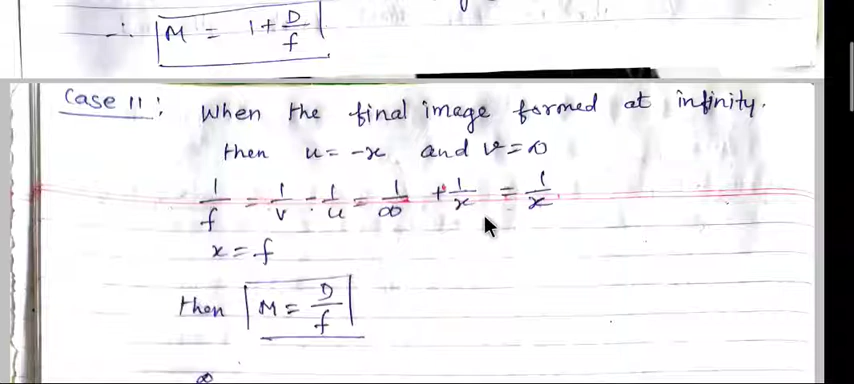 ∴ M = 1 + D/f
Case II : When the final image formed at infinity.
then u = -x and v = ∞
1/f = 1/v - 1/u = 1/∞ + 1/x = 1/x
x = f
then M = D/f
∞